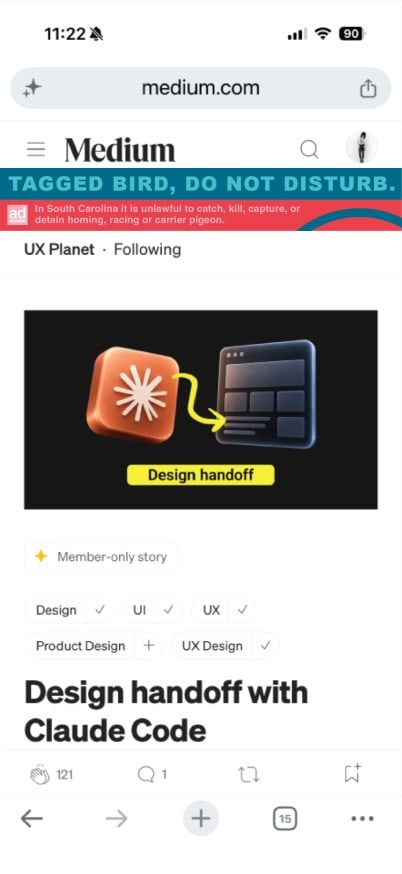 11:22
90
medium.com
Medium
TAGGED BIRD, DO NOT DISTURB.
ad
In South Carolina it is unlawful to catch, kill, capture, or
detain homing, racing or carrier pigeon.
UX Planet · Following
Design handoff
Member-only story
Design UI UX
Product Design UX Design
Design handoff with
Claude Code
121 1
15